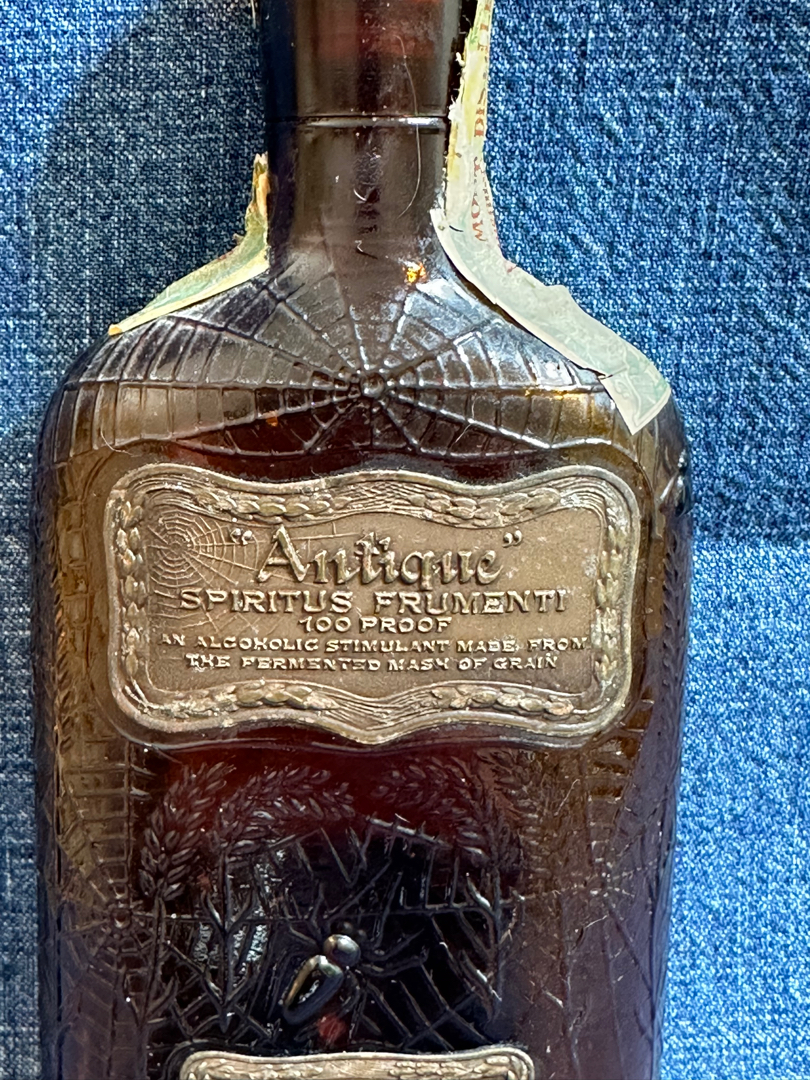 "Antique"
SPIRITUS FRUMENTI
100 PROOF
AN ALCOHOLIC STIMULANT MADE FROM
THE FERMENTED MASH OF GRAIN